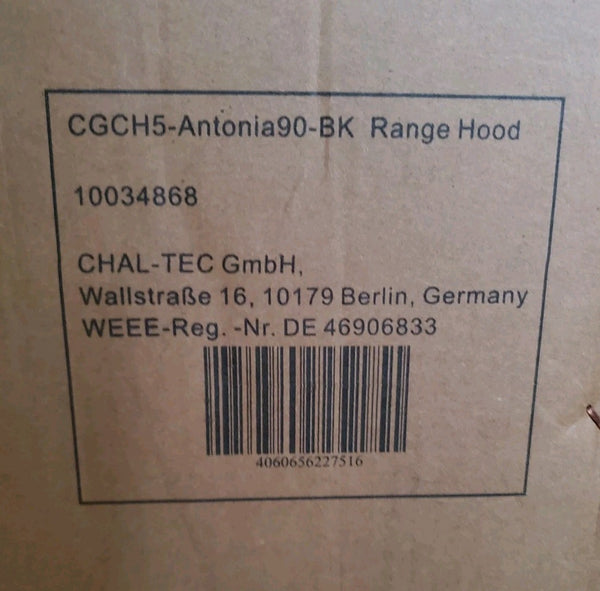 CGCH5-Antonia90-BK Range Hood
10034868
CHAL-TEC GmbH,
Wallstraße 16, 10179 Berlin, Germany
WEEE-Reg. -Nr. DE 46906833
4060656227516